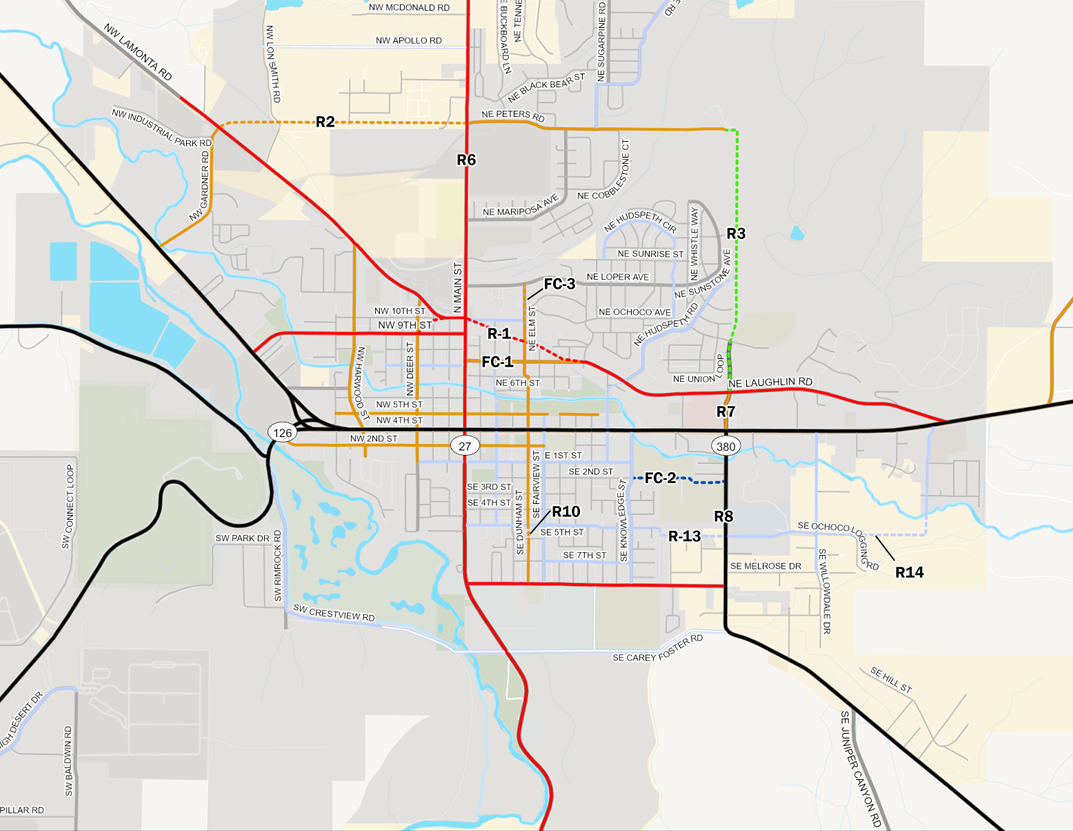 NW MCDONALD RD
NE BUCKBOARD LN
NE TENNE
NE SUGARPINE RD
RD
NW LAMONTA RD
NW LON SMITH RD
NW APOLLO RD
NE BLACK BEAR ST
NW INDUSTRIAL PARK RD
R2
NE PETERS RD
R6
NW GARDNER RD
NE COBBLESTONE CT
NE MARIPOSA AVE
NE HUDSPETH CIR
NE WHISTLE WAY
R3
NE SUNRISE ST
N MAIN ST
FC-3
NE LOPER AVE
NE SUNSTONE AVE
NW 10TH ST
NE OCHOCO AVE
NW 9TH ST
R-1
NE ELM ST
NE HUDSPETH RD
NW HARWOOD ST
NW DEER ST
FC-1
NE 6TH ST
NE UNION LOOP
NE LAUGHLIN RD
NW 5TH ST
NW 4TH ST
R7
126
NW 2ND ST
27
380
E 1ST ST
SE 2ND ST
FC-2
SW CONNECT LOOP
SE 3RD ST
SE 4TH ST
SE DUNHAM ST
SE FAIRVIEW ST
R10
SE KNOWLEDGE ST
R8
SE 5TH ST
R-13
SE OCHOCO LOGGING RD
SW PARK DR
SW RIMROCK RD
SE 7TH ST
SE MELROSE DR
R14
SE WILLOWDALE DR
SW CRESTVIEW RD
SE CAREY FOSTER RD
SE HILL ST
IGH DESERT DR
SW BALDWIN RD
SE JUNIPER CANYON RD
PILLAR RD